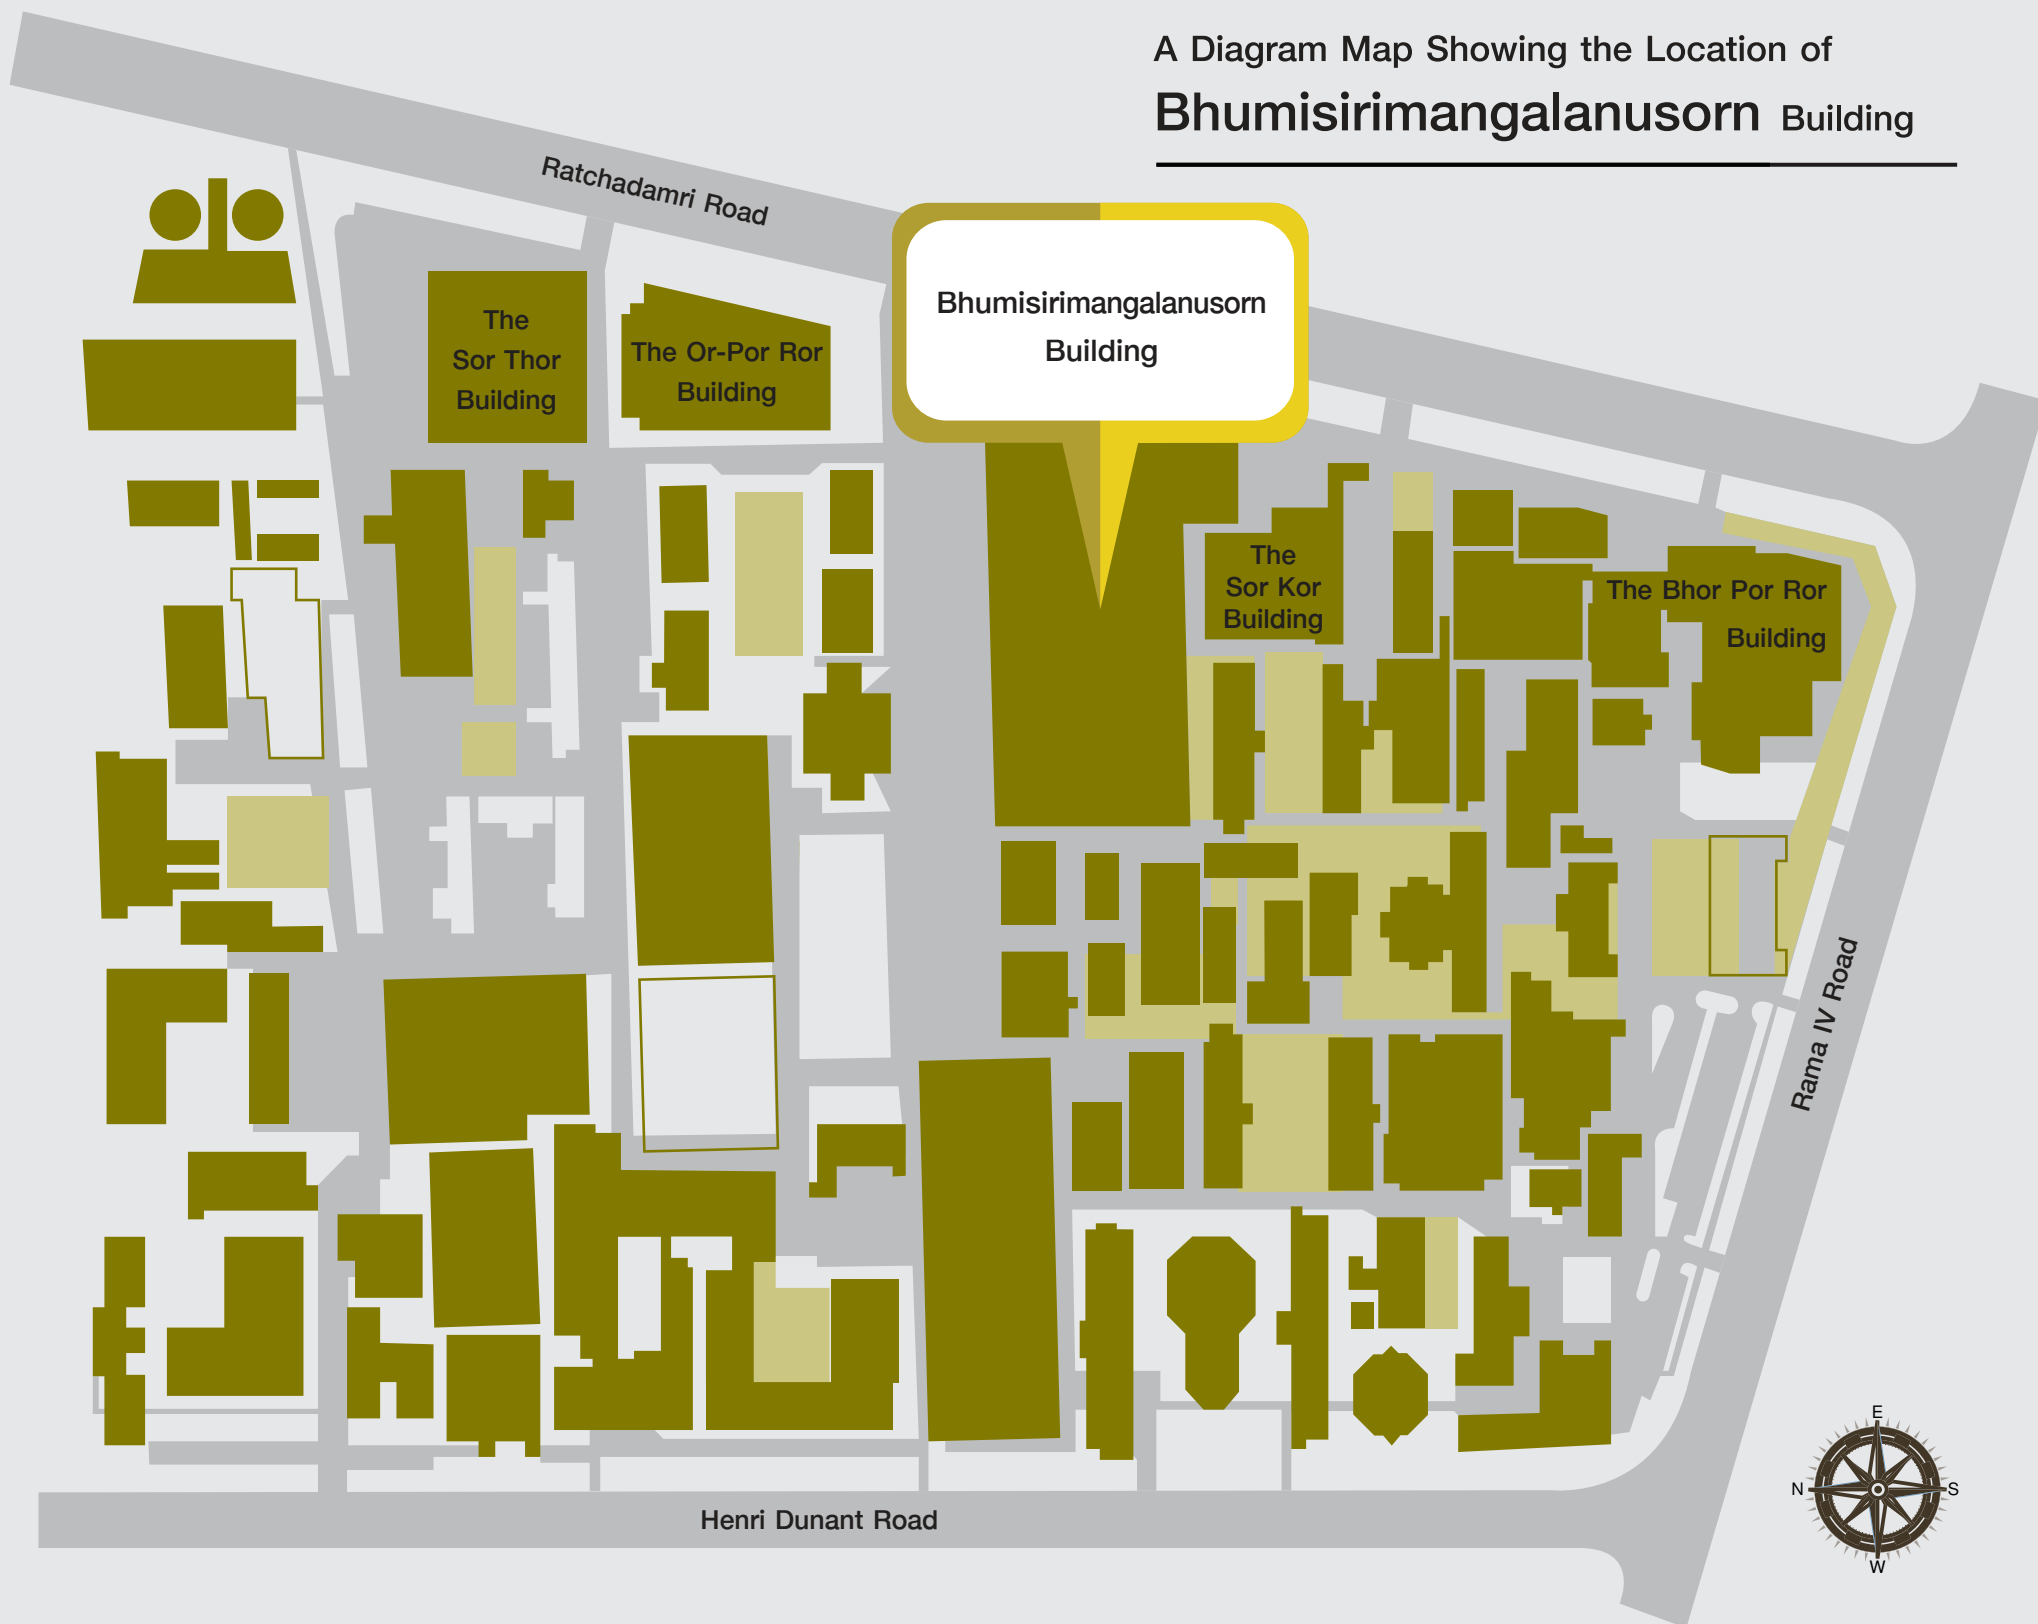 A Diagram Map Showing the Location of
Bhumisirimangalanusorn Building
Ratchadamri Road
Bhumisirimangalanusorn
Building
The
Sor Thor
Building
The Or-Por Ror
Building
The
Sor Kor
Building
The Bhor Por Ror
Building
Rama IV Road
Henri Dunant Road
E
N
S
W